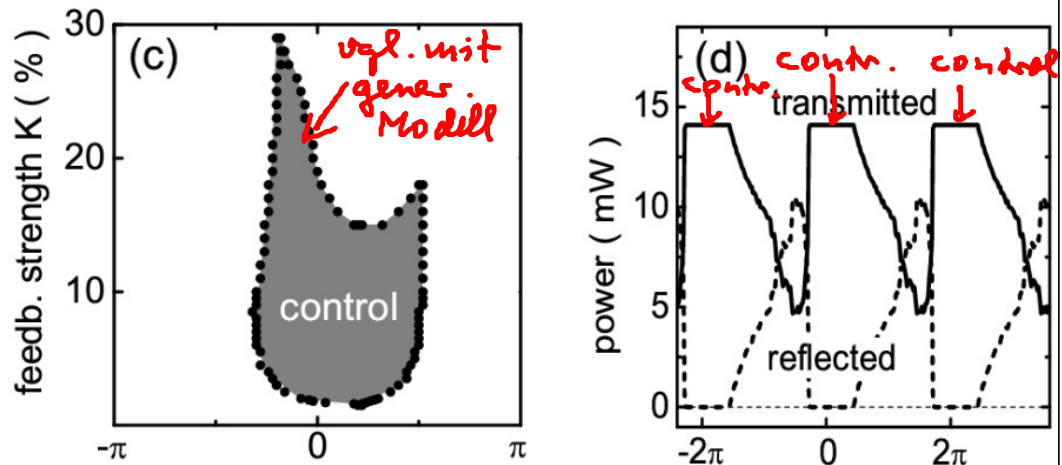 (c)
vgl. mit
gener.
Modell
feedb. strength K ( % )
30
20
10
control
-π
0
π
(d)
contr.
contr.
control
transmitted
power ( mW )
15
10
5
0
reflected
-2π
0
2π